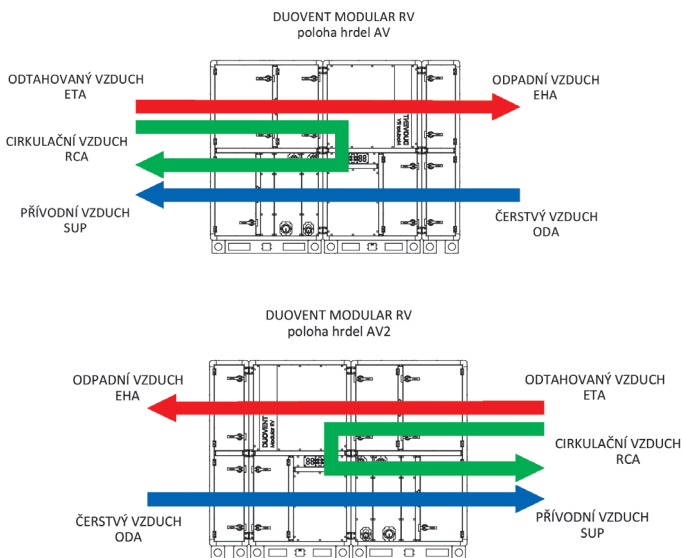 DUOVENT MODULAR RV
poloha hrdel AV
ODTAHOVANÝ VZDUCH
ETA
ODPADNÍ VZDUCH
EHA
CIRKULAČNÍ VZDUCH
RCA
PŘÍVODNÍ VZDUCH
SUP
ČERSTVÝ VZDUCH
ODA
DUOVENT MODULAR RV
poloha hrdel AV2
ODPADNÍ VZDUCH
EHA
ODTAHOVANÝ VZDUCH
ETA
DUOVENT
Modular RV
CIRKULAČNÍ VZDUCH
RCA
ČERSTVÝ VZDUCH
ODA
PŘÍVODNÍ VZDUCH
SUP